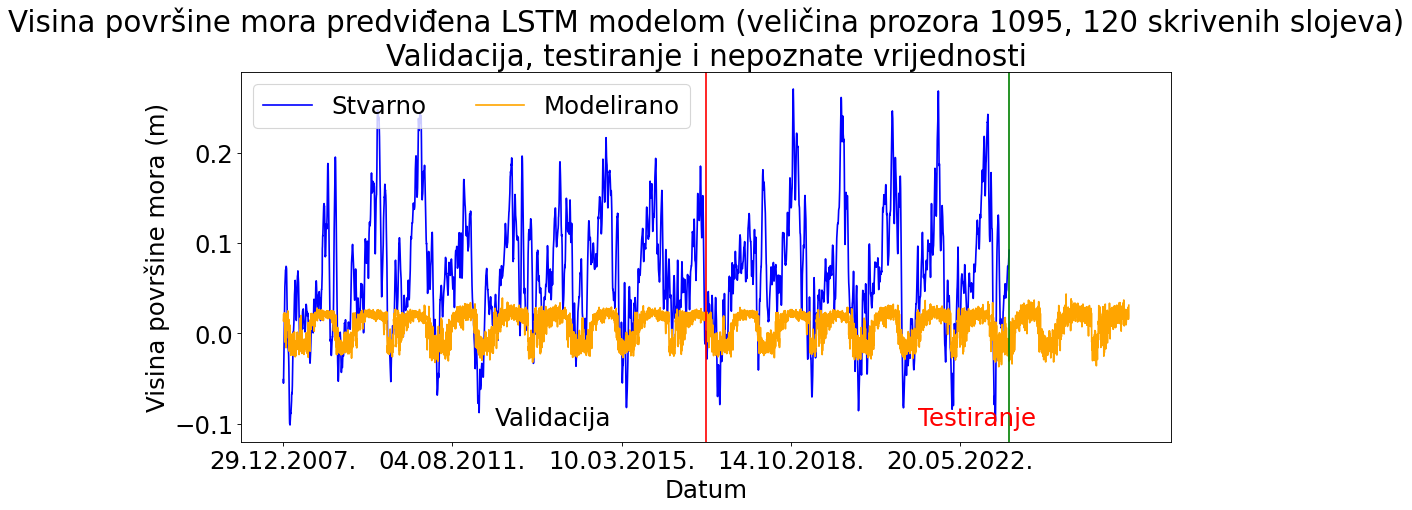 Visina površine mora predviđena LSTM modelom (veličina prozora 1095, 120 skrivenih slojeva)
Validacija, testiranje i nepoznate vrijednosti
Stvarno
Modelirano
Visina površine mora (m)
0.2
0.1
0.0
−0.1
Validacija
Testiranje
29.12.2007.
04.08.2011.
10.03.2015.
14.10.2018.
20.05.2022.
Datum